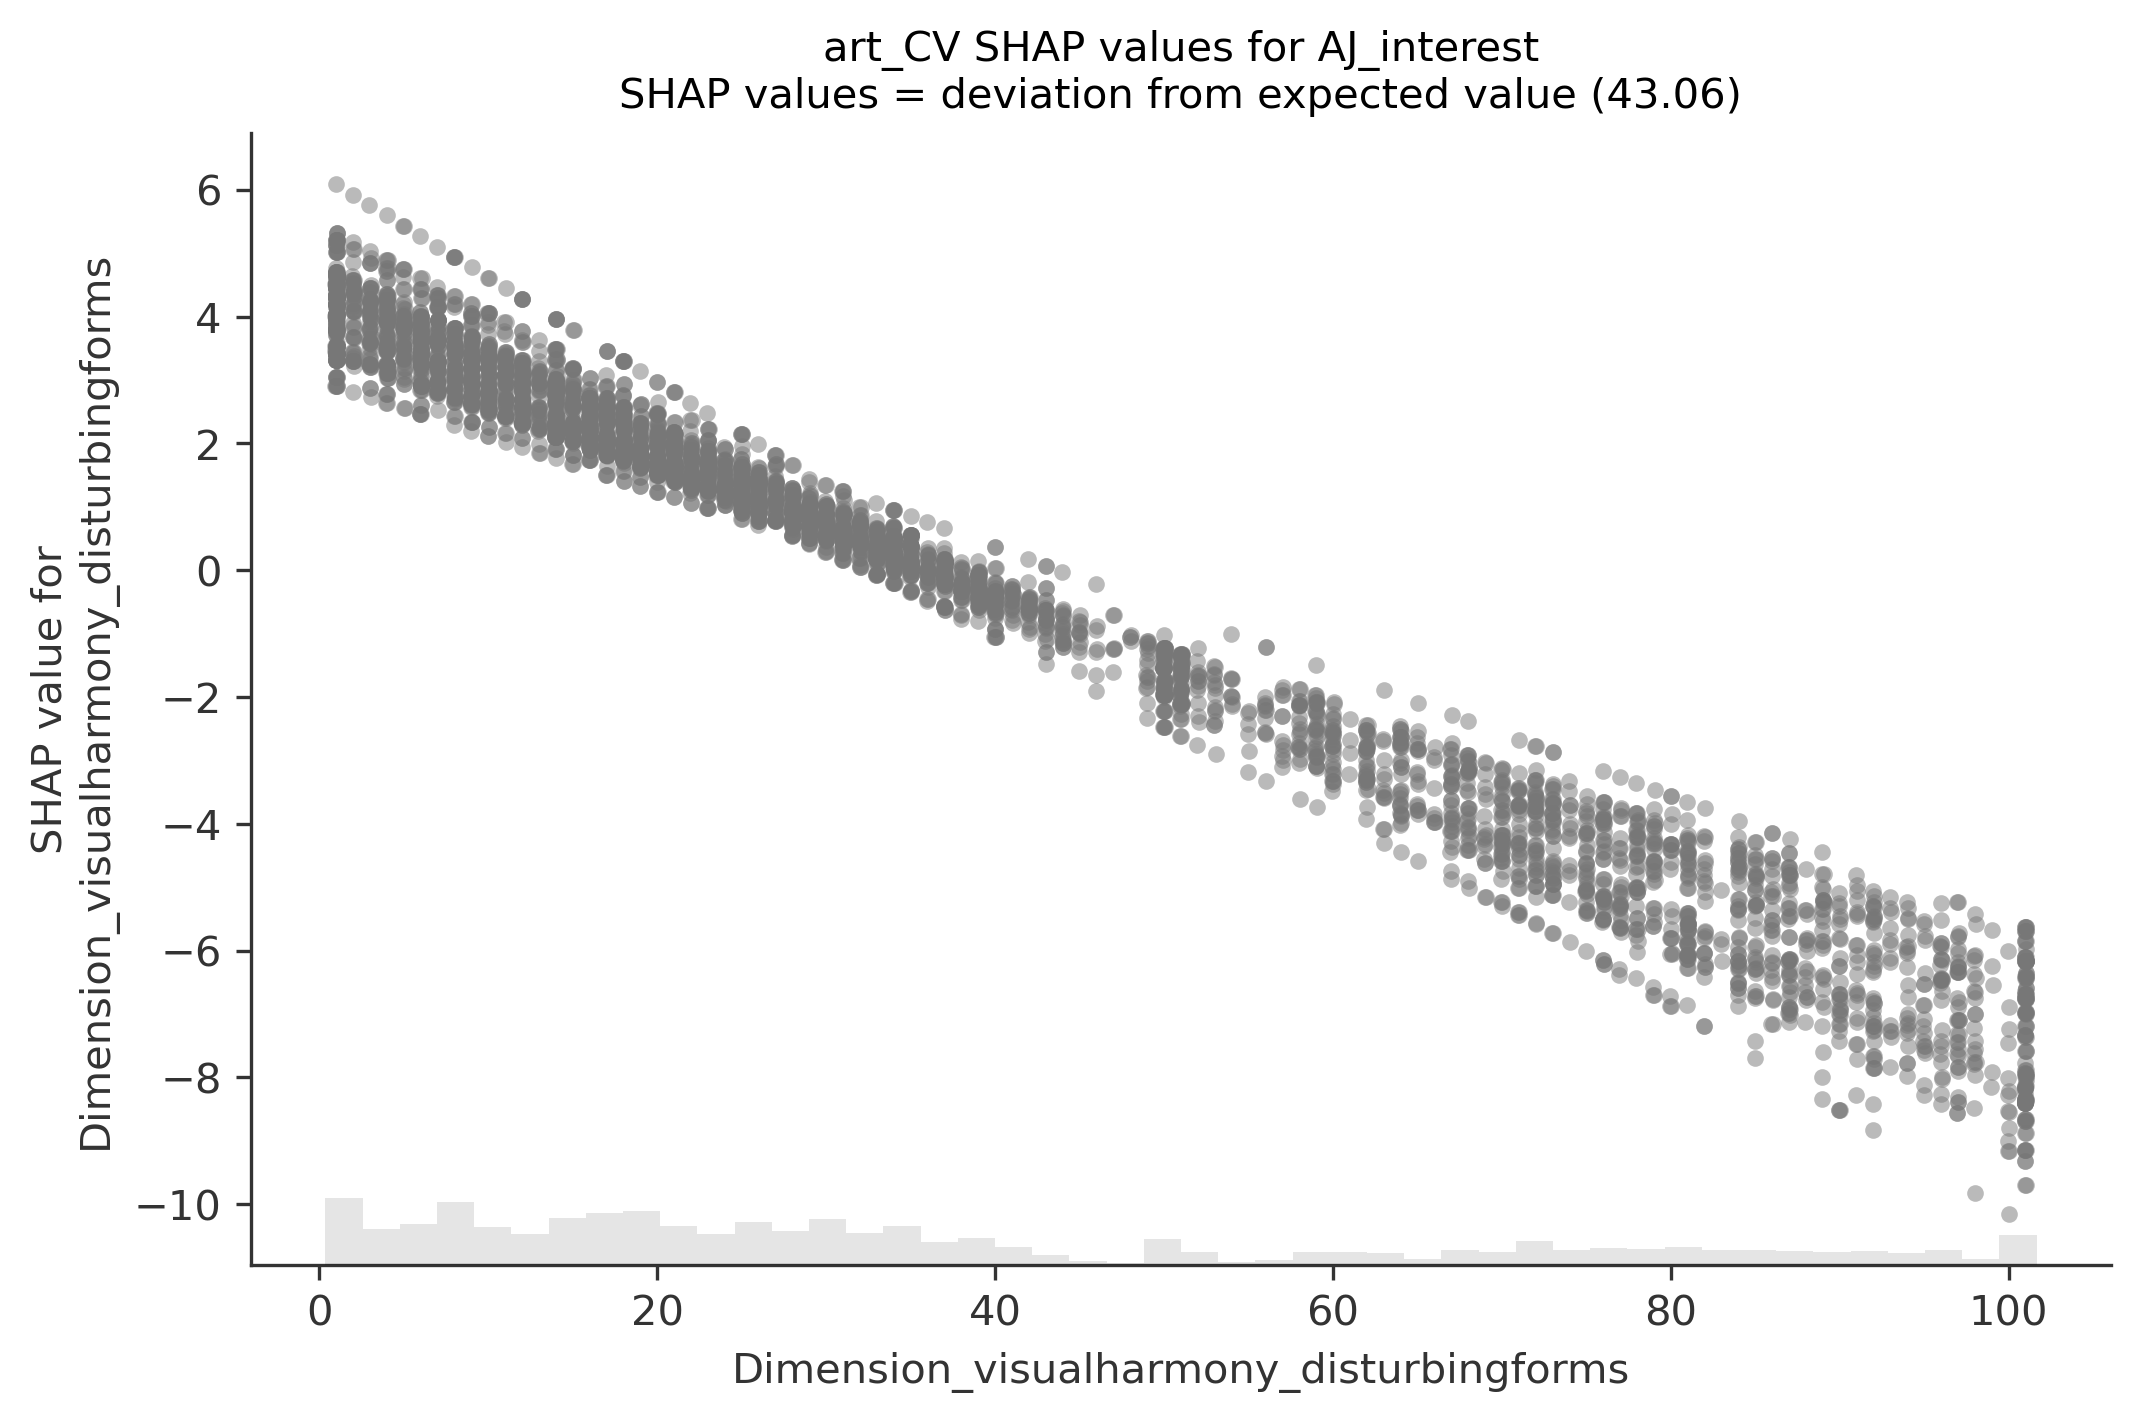 art_CV SHAP values for AJ_interest
SHAP values = deviation from expected value (43.06)
SHAP value for
Dimension_visualharmony_disturbingforms
6
4
2
0
−2
−4
−6
−8
−10
0 20 40 60 80 100
Dimension_visualharmony_disturbingforms